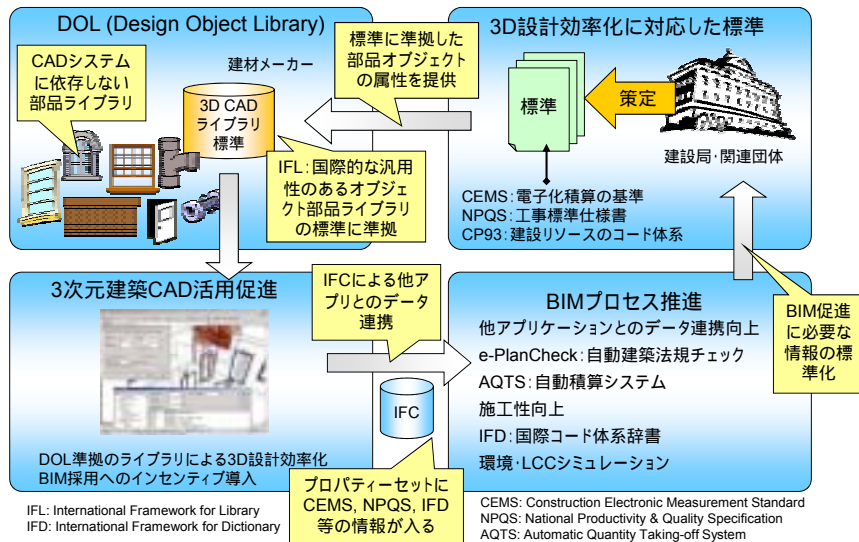 DOL (Design Object Library)
CADシステム
に依存しない
部品ライブラリ
建材メーカー
3D CAD
ライブラリ
標準
IFL:国際的な汎用
性のあるオブジェ
クト部品ライブラリ
の標準に準拠
標準に準拠した
部品オブジェクト
の属性を提供
3D設計効率化に対応した標準
標準
策定
建設局・関連団体
CEMS:電子化積算の基準
NPQS:工事標準仕様書
CP93:建設リソースのコード体系
3次元建築CAD活用促進
DOL準拠のライブラリによる3D設計効率化
BIM採用へのインセンティブ導入
IFCによる他ア
プリとのデータ
連携
IFC
プロパティーセットに
CEMS, NPQS, IFD
等の情報が入る
BIMプロセス推進
他アプリケーションとのデータ連携向上
e-PlanCheck:自動建築法規チェック
AQTS:自動積算システム
施工性向上
IFD:国際コード体系辞書
環境・LCCシミュレーション
BIM促進
に必要な
情報の標
準化
IFL: International Framework for Library
IFD: International Framework for Dictionary
CEMS: Construction Electronic Measurement Standard
NPQS: National Productivity & Quality Specification
AQTS: Automatic Quantity Taking-off System